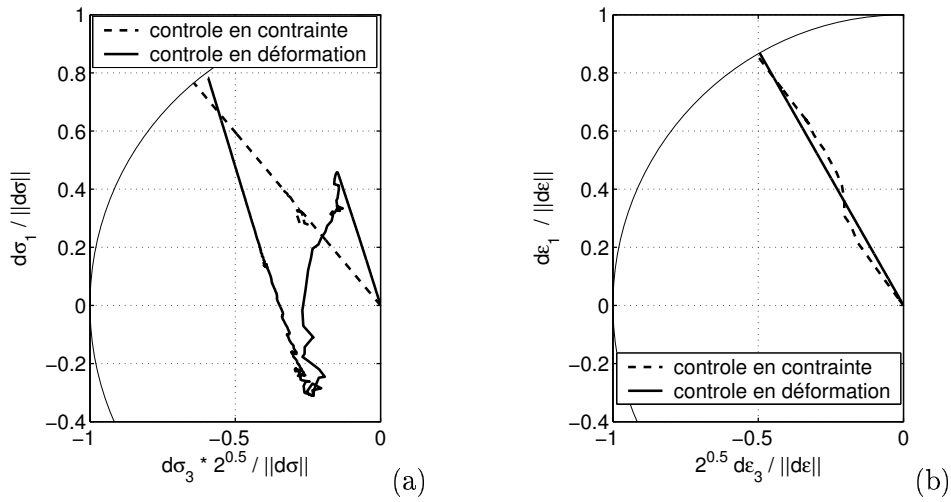 controle en contrainte
controle en déformation
1
0.8
0.6
0.4
0.2
0
−0.2
−0.4
−1
−0.5
0
dσ1 / ||dσ||
dσ3 * 2^0.5 / ||dσ||
(a)
1
0.8
0.6
0.4
0.2
0
−0.2
−0.4
−1
−0.5
0
dε1 / ||dε||
controle en contrainte
controle en déformation
2^0.5 dε3 / ||dε||
(b)